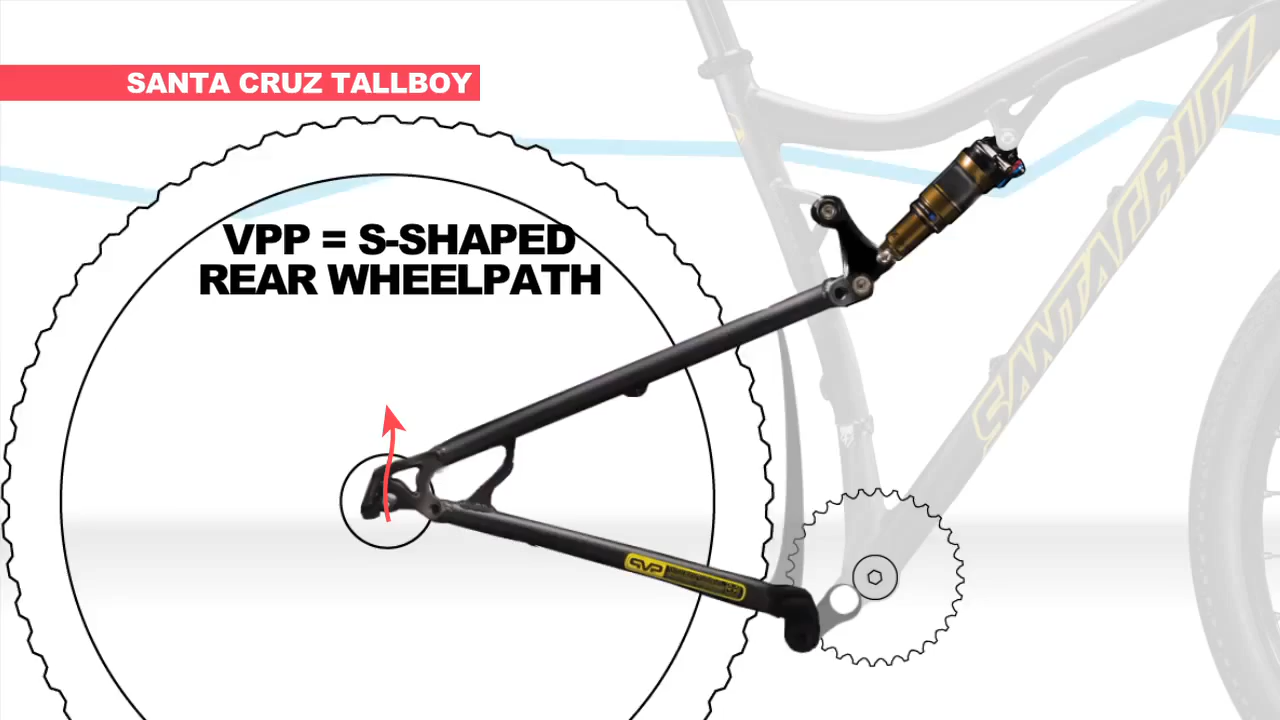 SANTA CRUZ TALLBOY
VPP = S-SHAPED
REAR WHEELPATH
SANTACRUZ
VPP